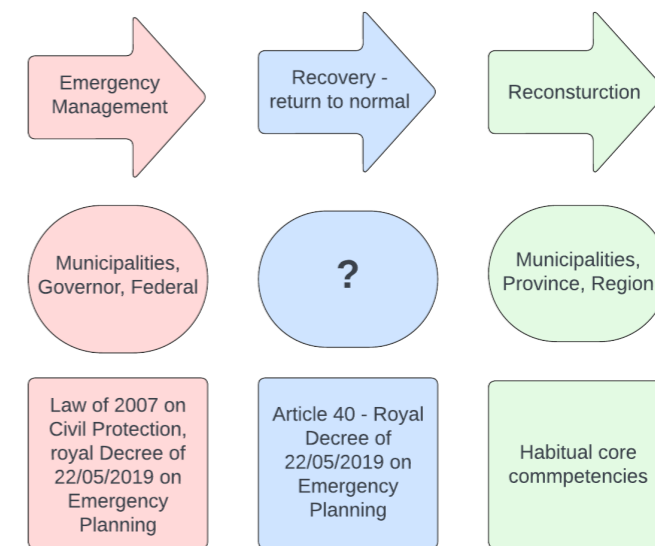 Emergency
Management
Recovery -
return to normal
Reconsturction
Municipalities,
Governor, Federal
?
Municipalities,
Province, Region
Law of 2007 on
Civil Protection,
royal Decree of
22/05/2019 on
Emergency
Planning
Article 40 - Royal
Decree of
22/05/2019 on
Emergency
Planning
Habitual core
commpetencies